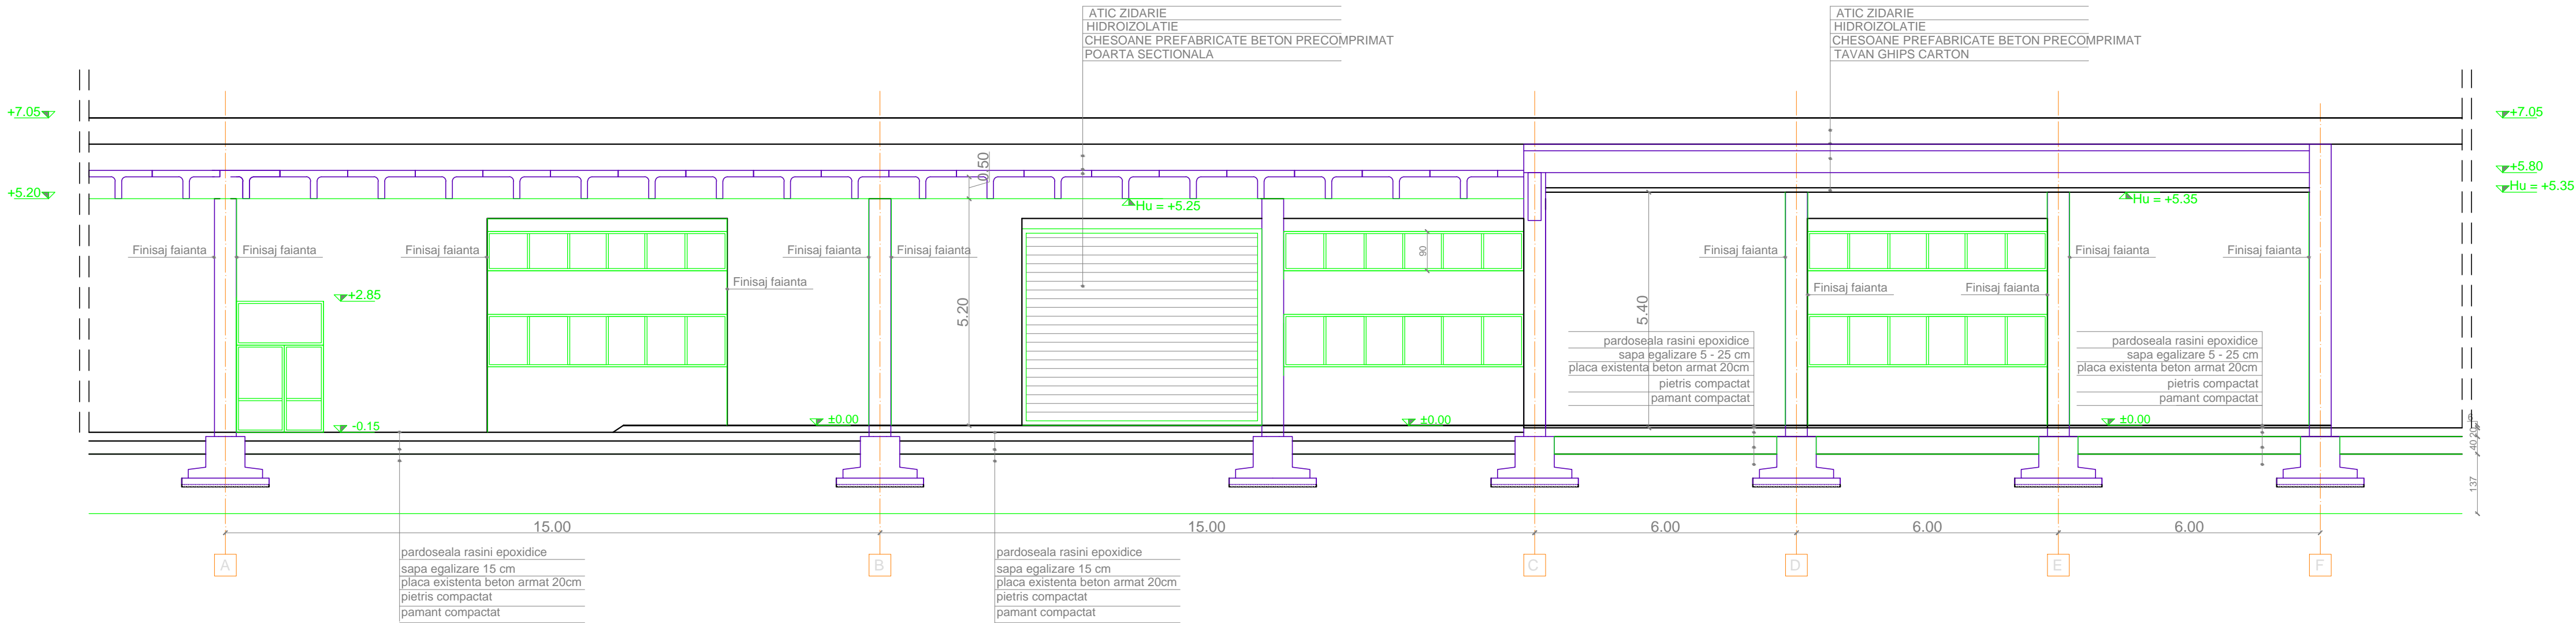 ATIC ZIDARIE
HIDROIZOLATIE
CHESOANE PREFABRICATE BETON PRECOMPRIMAT
POARTA SECTIONALA
ATIC ZIDARIE
HIDROIZOLATIE
CHESOANE PREFABRICATE BETON PRECOMPRIMAT
TAVAN GHIPS CARTON
+7.05
+7.05
+5.80
+5.20
Hu = +5.35
0.50
Hu = +5.25
Hu = +5.35
Finisaj faianta
Finisaj faianta
Finisaj faianta
Finisaj faianta
Finisaj faianta
90
Finisaj faianta
Finisaj faianta
Finisaj faianta
Finisaj faianta
Finisaj faianta
Finisaj faianta
+2.85
5.20
5.40
pardoseala rasini epoxidice
sapa egalizare 5 - 25 cm
placa existenta beton armat 20cm
pietris compactat
pamant compactat
pardoseala rasini epoxidice
sapa egalizare 5 - 25 cm
placa existenta beton armat 20cm
pietris compactat
pamant compactat
-0.15
±0.00
±0.00
±0.00
6
20
40
137
15.00
15.00
6.00
6.00
6.00
A
B
C
D
E
F
pardoseala rasini epoxidice
sapa egalizare 15 cm
placa existenta beton armat 20cm
pietris compactat
pamant compactat
pardoseala rasini epoxidice
sapa egalizare 15 cm
placa existenta beton armat 20cm
pietris compactat
pamant compactat